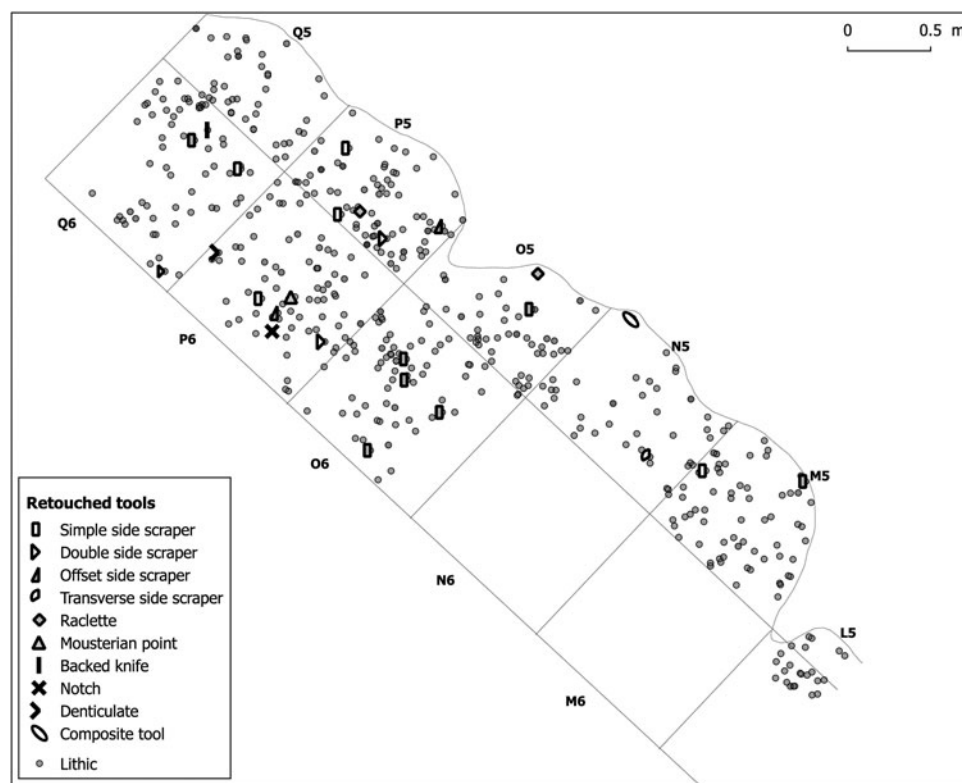 0 0.5 m
Q5
P5
Q6
O5
P6
N5
O6
M5
N6
L5
M6
Retouched tools
Simple side scraper
Double side scraper
Offset side scraper
Transverse side scraper
Raclette
Mousterian point
Backed knife
Notch
Denticulate
Composite tool
Lithic